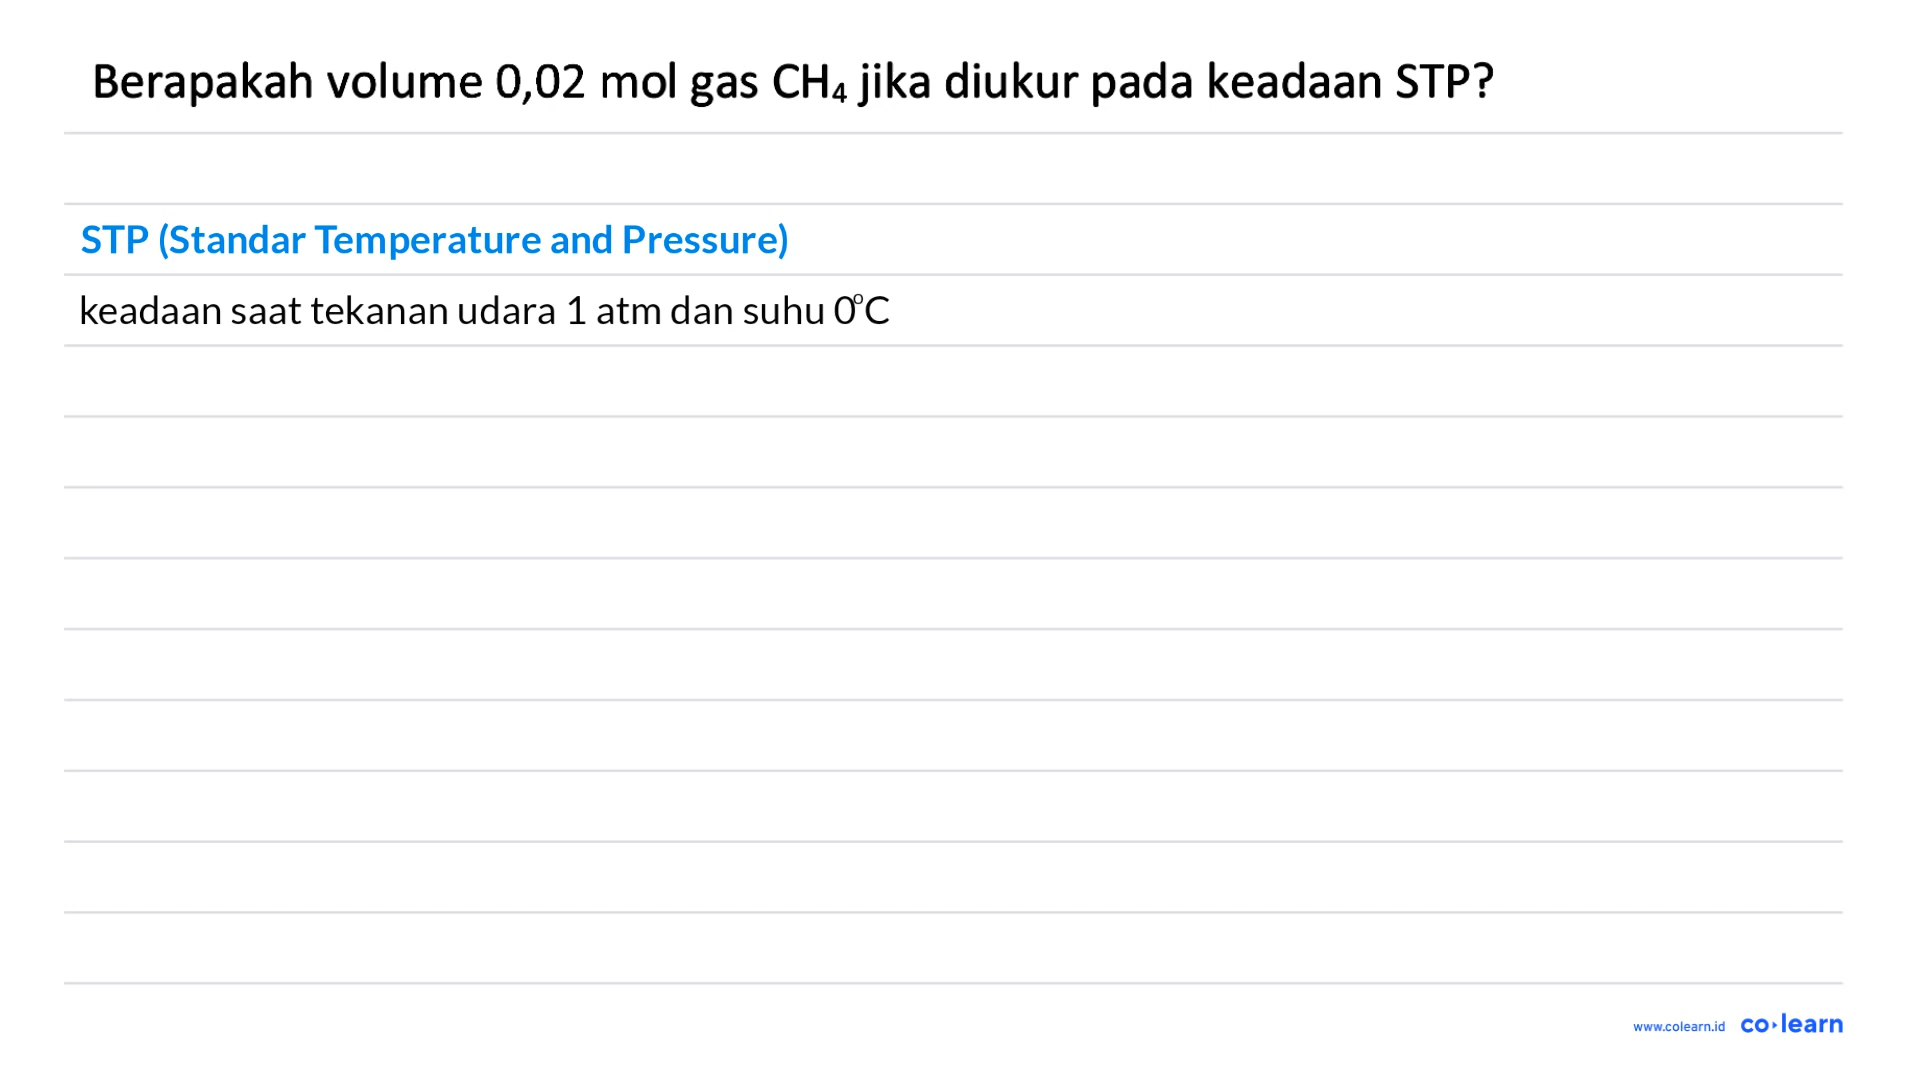 Berapakah volume 0,02 mol gas CH₄ jika diukur pada keadaan STP?
STP (Standar Temperature and Pressure)
keadaan saat tekanan udara 1 atm dan suhu 0°C
www.colearn.id co·learn